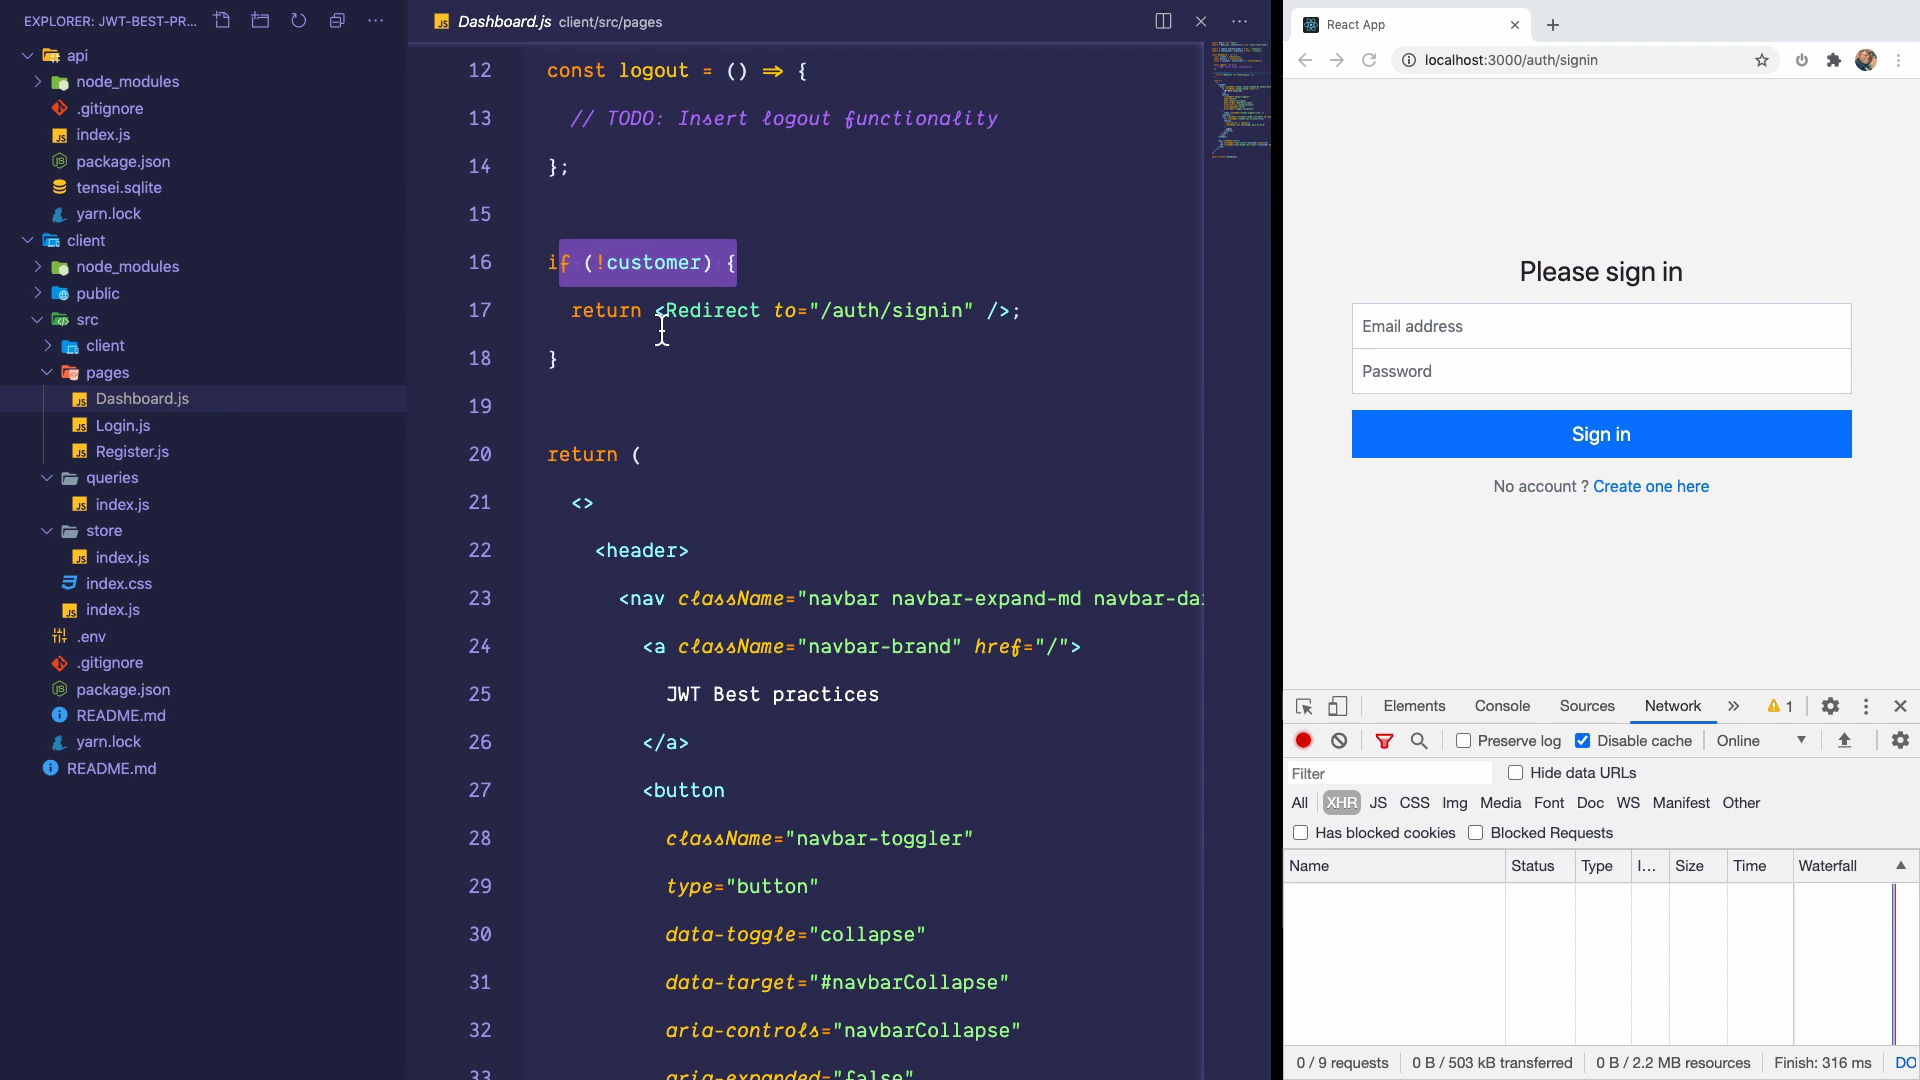 EXPLORER: JWT-BEST-PR...
api
node_modules
.gitignore
index.js
package.json
tensei.sqlite
yarn.lock
client
node_modules
public
src
client
pages
Dashboard.js
Login.js
Register.js
queries
index.js
store
index.js
index.css
index.js
.env
.gitignore
package.json
README.md
yarn.lock
README.md
Dashboard.js client/src/pages
12 const logout = () => {
13 // TODO: Insert logout functionality
14 };
15
16 if (!customer) {
17 return <Redirect to="/auth/signin" />;
18 }
19
20 return (
21 <>
22 <header>
23 <nav className="navbar navbar-expand-md navbar-da
24 <a className="navbar-brand" href="/">
25 JWT Best practices
26 </a>
27 <button
28 className="navbar-toggler"
29 type="button"
30 data-toggle="collapse"
31 data-target="#navbarCollapse"
32 aria-controls="navbarCollapse"
33 aria-expanded="false"
React App
localhost:3000/auth/signin
Please sign in
Email address
Password
Sign in
No account ? Create one here
Elements Console Sources Network » 1
Preserve log Disable cache Online
Filter Hide data URLs
All XHR JS CSS Img Media Font Doc WS Manifest Other
Has blocked cookies Blocked Requests
Name Status Type I... Size Time Waterfall
0 / 9 requests 0 B / 503 kB transferred 0 B / 2.2 MB resources Finish: 316 ms DO